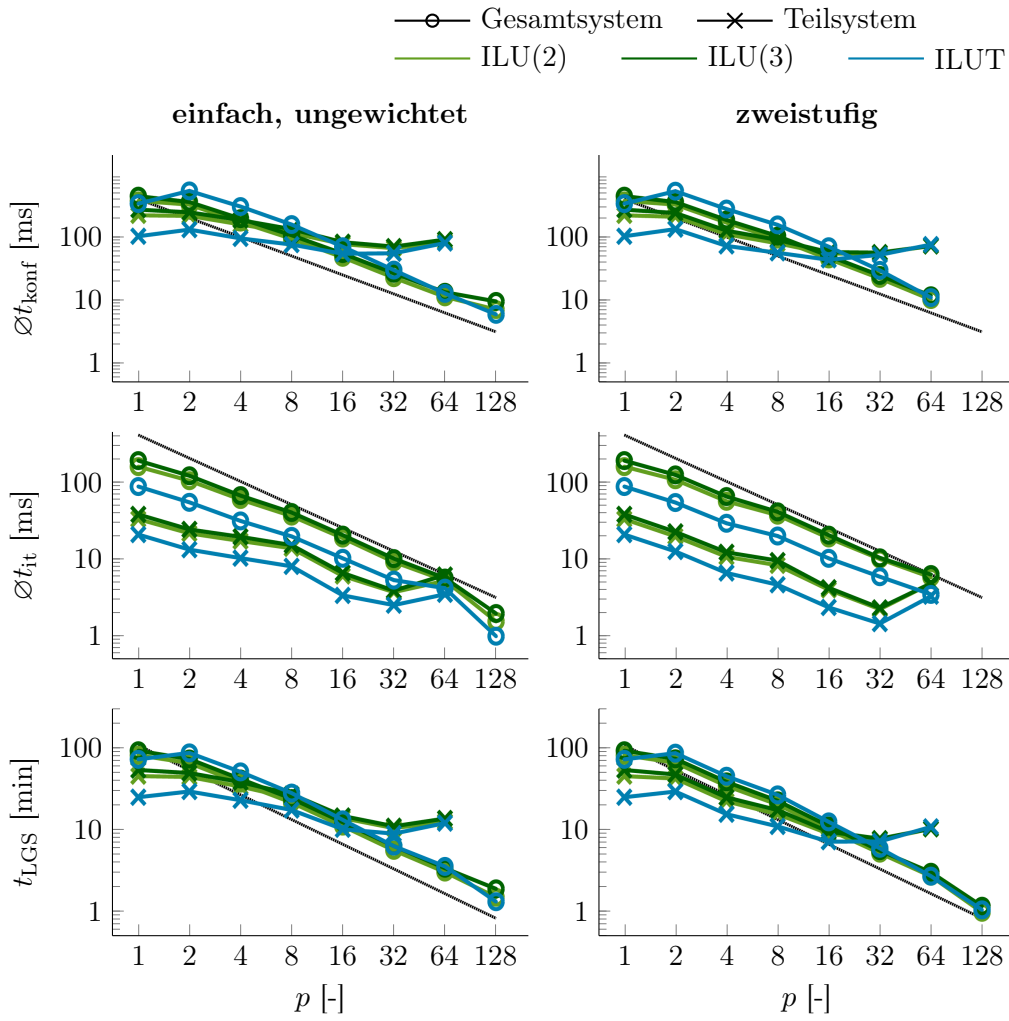 Gesamtsystem Teilsystem
ILU(2) ILU(3) ILUT
einfach, ungewichtet zweistufig
∅t_konf [ms]
100
10
1
1 2 4 8 16 32 64 128
100
10
1
1 2 4 8 16 32 64 128
∅t_it [ms]
100
10
1
1 2 4 8 16 32 64 128
100
10
1
1 2 4 8 16 32 64 128
t_LGS [min]
100
10
1
1 2 4 8 16 32 64 128
p [-]
100
10
1
1 2 4 8 16 32 64 128
p [-]